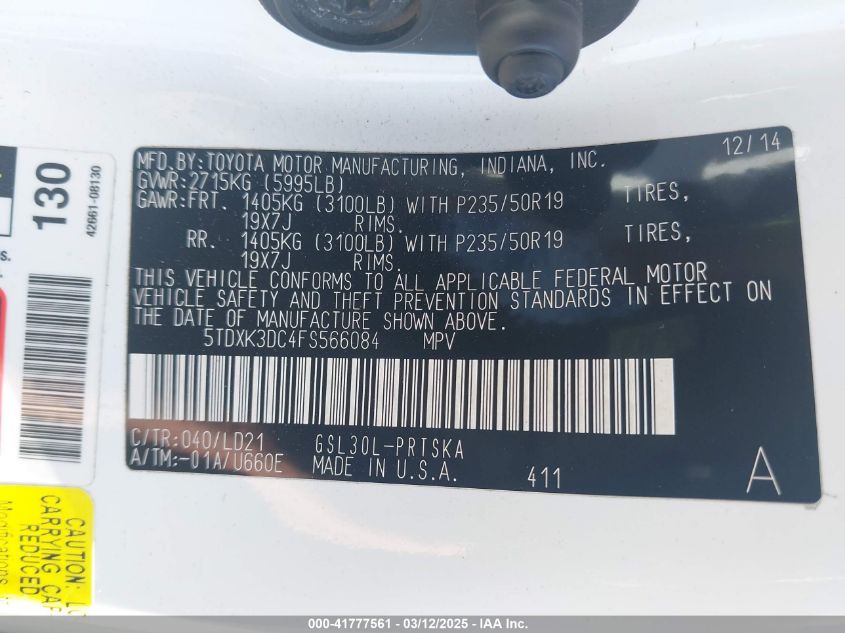 MFD.BY:TOYOTA MOTOR MANUFACTURING, INDIANA, INC. 12/14
GVWR:2715KG (5995LB)
GAWR:FRT. 1405KG (3100LB) WITH P235/50R19 TIRES,
19X7J RIMS.
RR. 1405KG (3100LB) WITH P235/50R19 TIRES,
19X7J RIMS.
THIS VEHICLE CONFORMS TO ALL APPLICABLE FEDERAL MOTOR
VEHICLE SAFETY AND THEFT PREVENTION STANDARDS IN EFFECT ON
THE DATE OF MANUFACTURE SHOWN ABOVE.
5TDXK3DC4FS566084 MPV
C/TR:040/LD21 GSL30L-PRTSKA
A/TM:-01A/U660E MADE IN U.S.A. 411 A
130
42661-08130
CAUTION:
CARRYING CA
REDUCED
Modifications
000-41777561 | 03/12/2025 - IAA Inc.